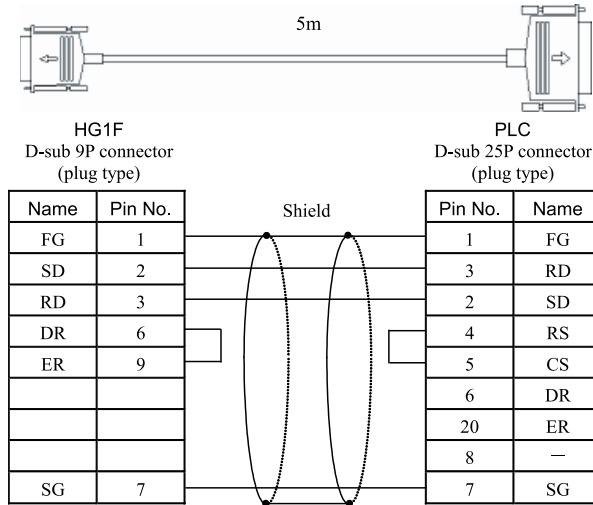 5m
HG1F
D-sub 9P connector
(plug type)
PLC
D-sub 25P connector
(plug type)
Name Pin No. Shield Pin No. Name
FG 1 1 FG
SD 2 3 RD
RD 3 2 SD
DR 6 4 RS
ER 9 5 CS
6 DR
20 ER
8 —
SG 7 7 SG